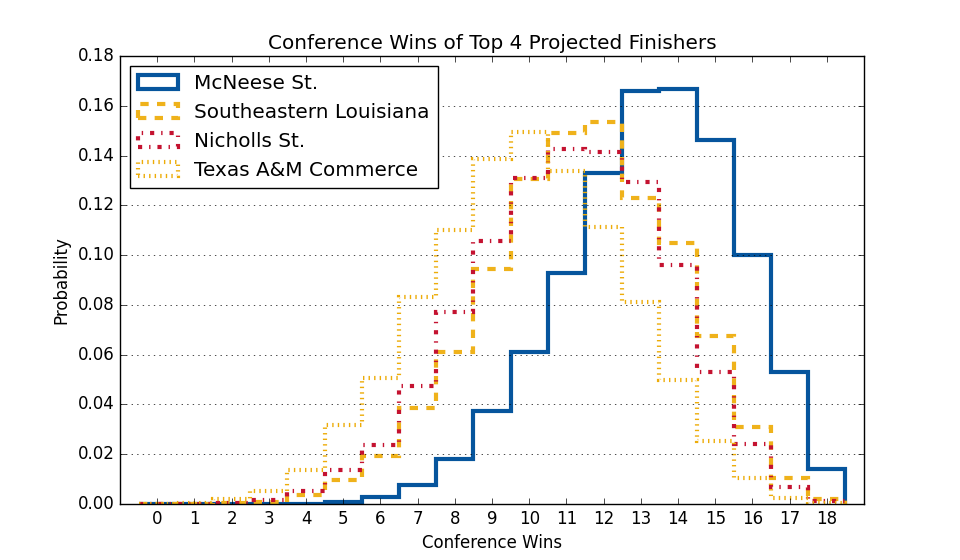 Conference Wins of Top 4 Projected Finishers
0.18
0.16
0.14
0.12
0.10
0.08
0.06
0.04
0.02
0.00
Probability
McNeese St.
Southeastern Louisiana
Nicholls St.
Texas A&M Commerce
0 1 2 3 4 5 6 7 8 9 10 11 12 13 14 15 16 17 18
Conference Wins